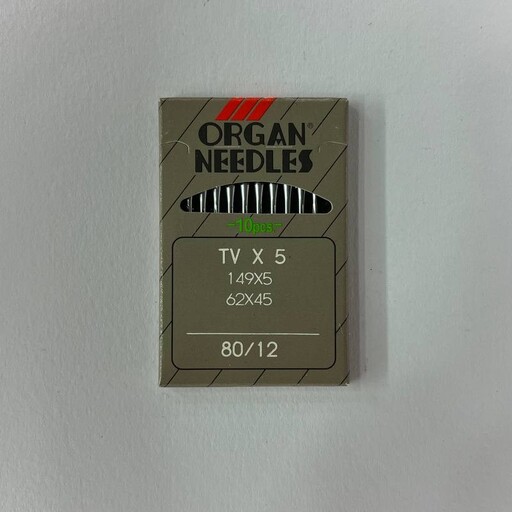 ORGAN®
NEEDLES
-10pcs-
TV X 5
149X5
62X45
80/12